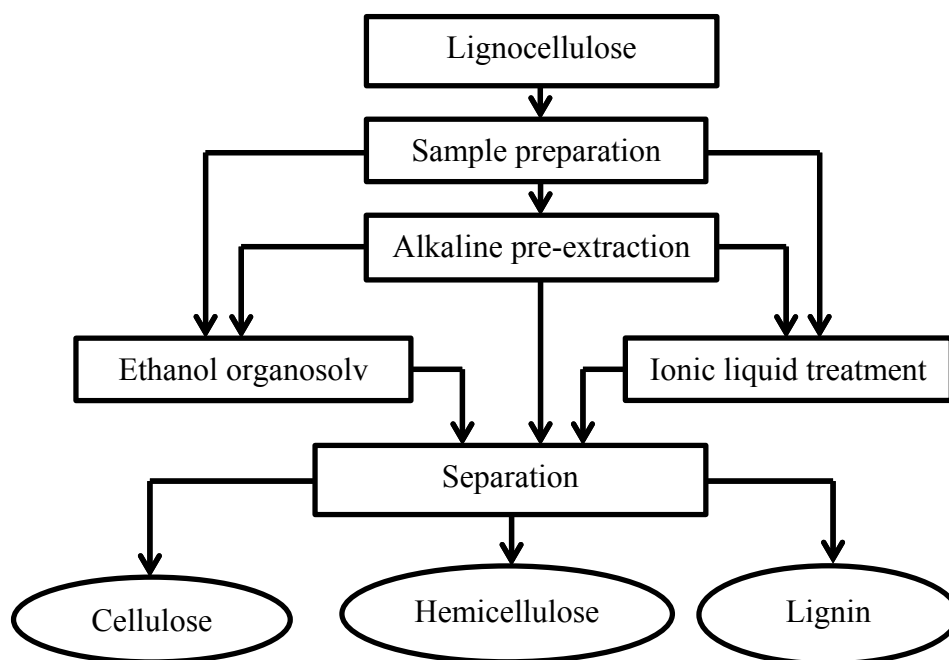 Lignocellulose
Sample preparation
Alkaline pre-extraction
Ethanol organosolv
Ionic liquid treatment
Separation
Cellulose
Hemicellulose
Lignin